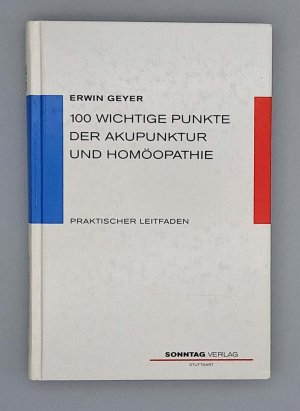 ERWIN GEYER
100 WICHTIGE PUNKTE
DER AKUPUNKTUR
UND HOMÖOPATHIE
PRAKTISCHER LEITFADEN
SONNTAG VERLAG
STUTTGART